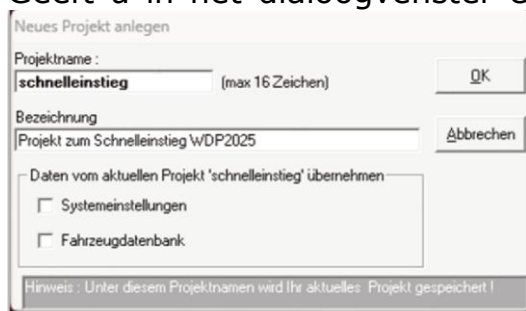 Neues Projekt anlegen
Projektname :
schnelleinstieg (max 16 Zeichen)
OK
Bezeichnung
Projekt zum Schnelleinstieg WDP2025
Abbrechen
Daten vom aktuellen Projekt 'schnelleinstieg' übernehmen
Systemeinstellungen
Fahrzeugdatenbank
Hinweis : Unter diesem Projektnamen wird Ihr aktuelles Projekt gespeichert !